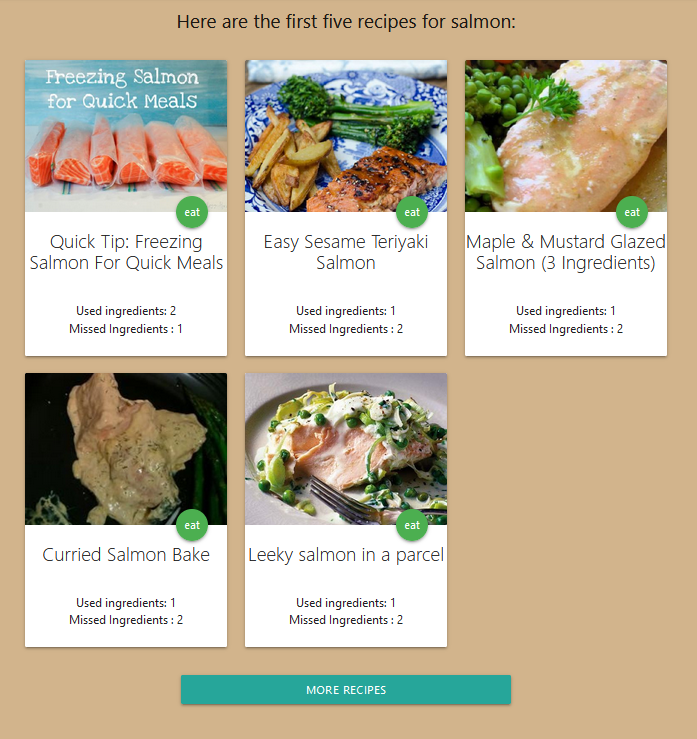 Here are the first five recipes for salmon:
Freezing Salmon
for Quick Meals
eat
Quick Tip: Freezing
Salmon For Quick Meals
Used ingredients: 2
Missed Ingredients : 1
eat
Easy Sesame Teriyaki
Salmon
Used ingredients: 1
Missed Ingredients : 2
eat
Maple & Mustard Glazed
Salmon (3 Ingredients)
Used ingredients: 1
Missed Ingredients : 2
eat
Curried Salmon Bake
Used ingredients: 1
Missed Ingredients : 2
eat
Leeky salmon in a parcel
Used ingredients: 1
Missed Ingredients : 2
MORE RECIPES